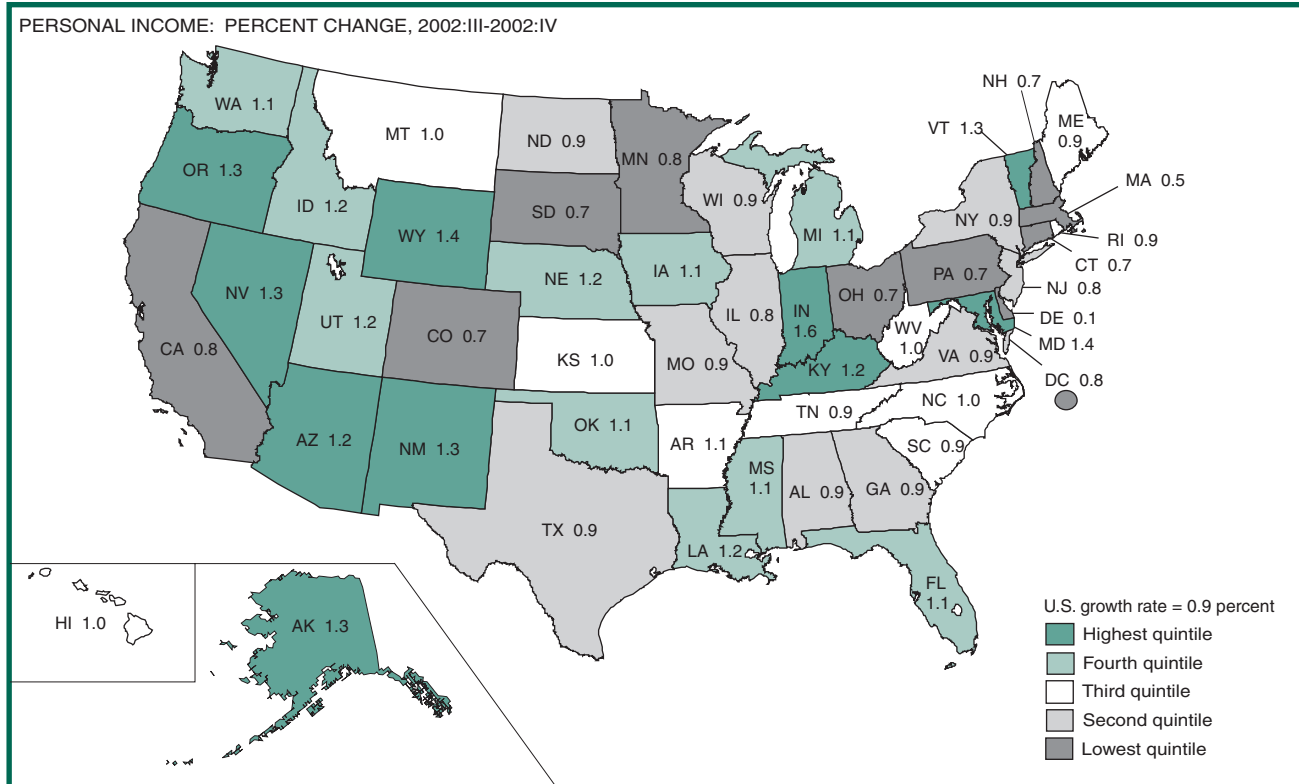 PERSONAL INCOME: PERCENT CHANGE, 2002:III-2002:IV
NH 0.7
WA 1.1
VT 1.3
ME
0.9
MT 1.0
ND 0.9
MN 0.8
OR 1.3
MA 0.5
ID 1.2
WI 0.9
SD 0.7
NY 0.9
WY 1.4
MI 1.1
RI 0.9
CT 0.7
NE 1.2
IA 1.1
PA 0.7
NJ 0.8
NV 1.3
OH 0.7
IN
1.6
UT 1.2
IL 0.8
DE 0.1
CO 0.7
WV
1.0
MD 1.4
CA 0.8
KS 1.0
MO 0.9
VA 0.9
KY 1.2
DC 0.8
NC 1.0
TN 0.9
OK 1.1
AZ 1.2
NM 1.3
AR 1.1
SC 0.9
MS
1.1
AL 0.9
GA 0.9
TX 0.9
LA 1.2
FL
1.1
HI 1.0
AK 1.3
U.S. growth rate = 0.9 percent
Highest quintile
Fourth quintile
Third quintile
Second quintile
Lowest quintile